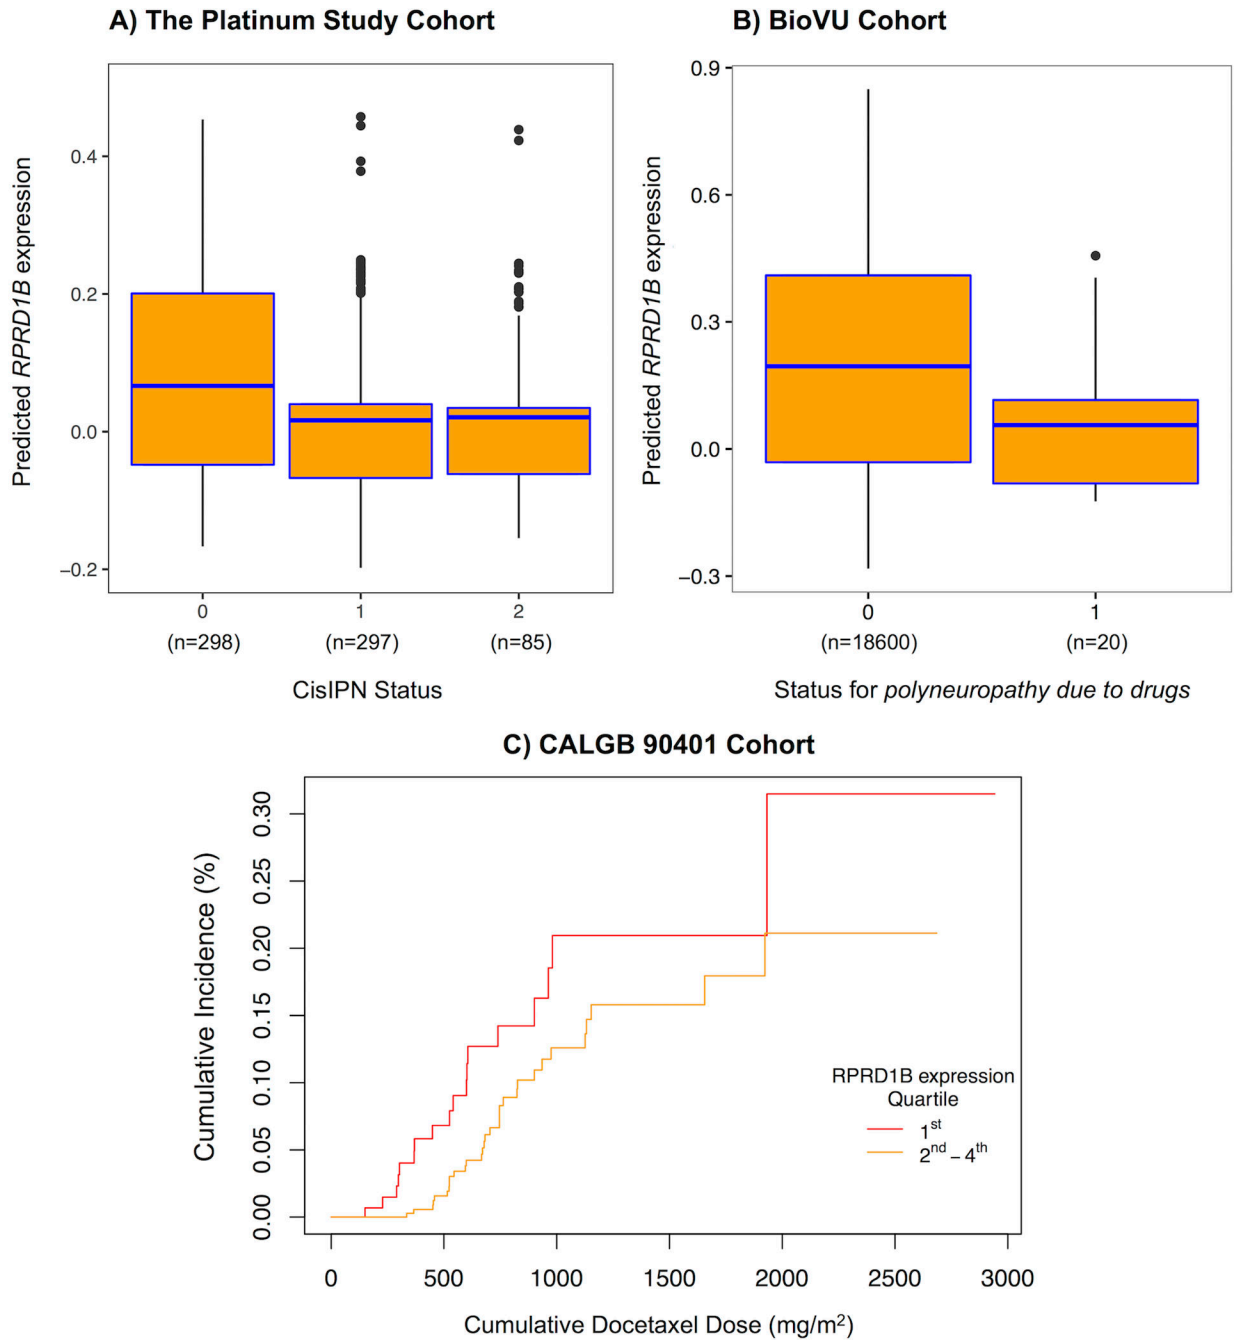 A) The Platinum Study Cohort
Predicted RPRD1B expression
0.4
0.2
0.0
−0.2
0
1
2
(n=298)
(n=297)
(n=85)
CisIPN Status
B) BioVU Cohort
Predicted RPRD1B expression
0.9
0.6
0.3
0.0
−0.3
0
1
(n=18600)
(n=20)
Status for polyneuropathy due to drugs
C) CALGB 90401 Cohort
Cumulative Incidence (%)
0.30
0.25
0.20
0.15
0.10
0.05
0.00
RPRD1B expression
Quartile
1st
2nd – 4th
0
500
1000
1500
2000
2500
3000
Cumulative Docetaxel Dose (mg/m²)